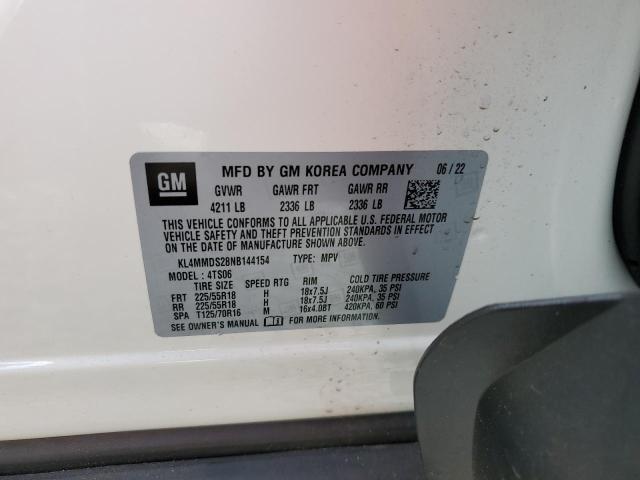 GM
MFD BY GM KOREA COMPANY 06 / 22
GVWR GAWR FRT GAWR RR
4211 LB 2336 LB 2336 LB
THIS VEHICLE CONFORMS TO ALL APPLICABLE U.S. FEDERAL MOTOR
VEHICLE SAFETY AND THEFT PREVENTION STANDARDS IN EFFECT
ON THE DATE OF MANUFACTURE SHOWN ABOVE.
KL4MMDS28NB144154 TYPE: MPV
MODEL : 4TS06
TIRE SIZE SPEED RTG RIM COLD TIRE PRESSURE
FRT 225/55R18 H 18x7.5J 240KPA, 35 PSI
RR 225/55R18 H 18x7.5J 240KPA, 35 PSI
SPA T125/70R16 M 16x4.0BT 420KPA, 60 PSI
SEE OWNER'S MANUAL FOR MORE INFORMATION.